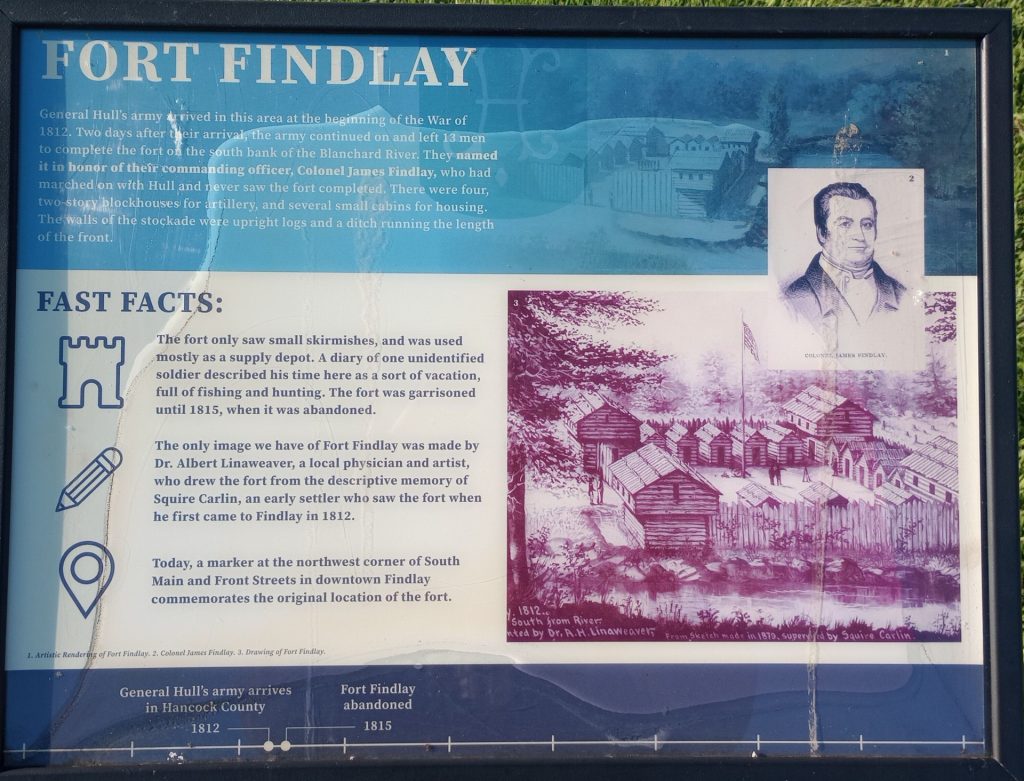 1
FORT FINDLAY
General Hull's army arrived in this area at the beginning of the War of
1812. Two days after their arrival, the army continued on and left 13 men
to complete the fort on the south bank of the Blanchard River. They named
it in honor of their commanding officer, Colonel James Findlay, who had
marched on with Hull and never saw the fort completed. There were four,
two-story blockhouses for artillery, and several small cabins for housing.
The walls of the stockade were upright logs and a ditch running the length
of the front.
2
COLONEL JAMES FINDLAY.
FAST FACTS:
The fort only saw small skirmishes, and was used
mostly as a supply depot. A diary of one unidentified
soldier described his time here as a sort of vacation,
full of fishing and hunting. The fort was garrisoned
until 1815, when it was abandoned.
The only image we have of Fort Findlay was made by
Dr. Albert Linaweaver, a local physician and artist,
who drew the fort from the descriptive memory of
Squire Carlin, an early settler who saw the fort when
he first came to Findlay in 1812.
Today, a marker at the northwest corner of South
Main and Front Streets in downtown Findlay
commemorates the original location of the fort.
3
y. 1812.
South from River.
nted by Dr. A.H. Linaweaver,
From Sketch made in 1879, Supervised by Squire Carlin
1. Artistic Rendering of Fort Findlay. 2. Colonel James Findlay. 3. Drawing of Fort Findlay.
General Hull's army arrives
in Hancock County
1812
Fort Findlay
abandoned
1815